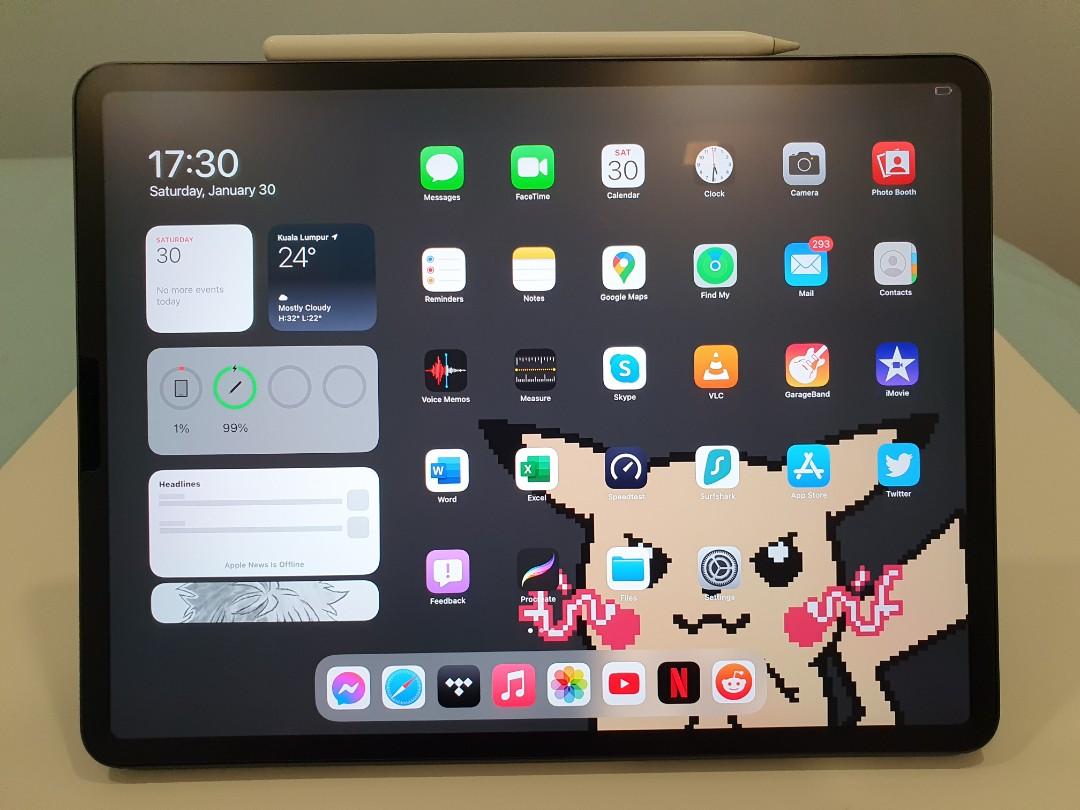 17:30
Saturday, January 30
SATURDAY
30
No more events
today
Kuala Lumpur
24°
Mostly Cloudy
H:32° L:22°
1%
99%
Headlines
Apple News Is Offline
Messages
FaceTime
SAT
30
Calendar
Clock
Camera
Photo Booth
Reminders
Notes
Google Maps
Find My
293
Mail
Contacts
Voice Memos
Measure
S
Skype
VLC
GarageBand
iMovie
W
Word
X
Excel
Speedtest
Surfshark
App Store
Twitter
Feedback
Procreate
Files
Settings
N